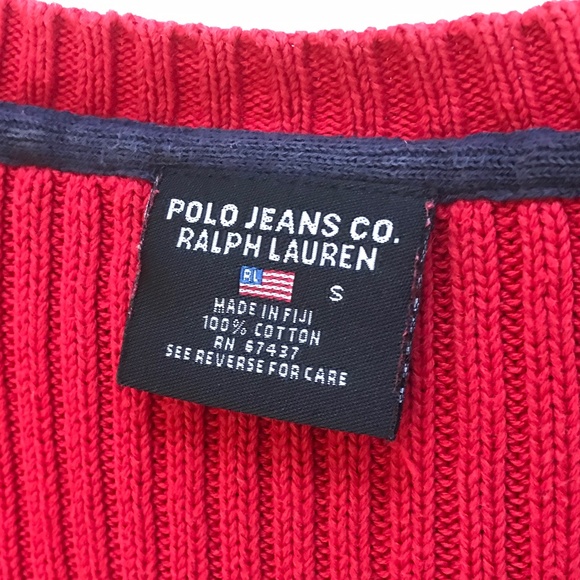 POLO JEANS CO.
RALPH LAUREN
RL
S
MADE IN FIJI
100% COTTON
RN 67437
SEE REVERSE FOR CARE